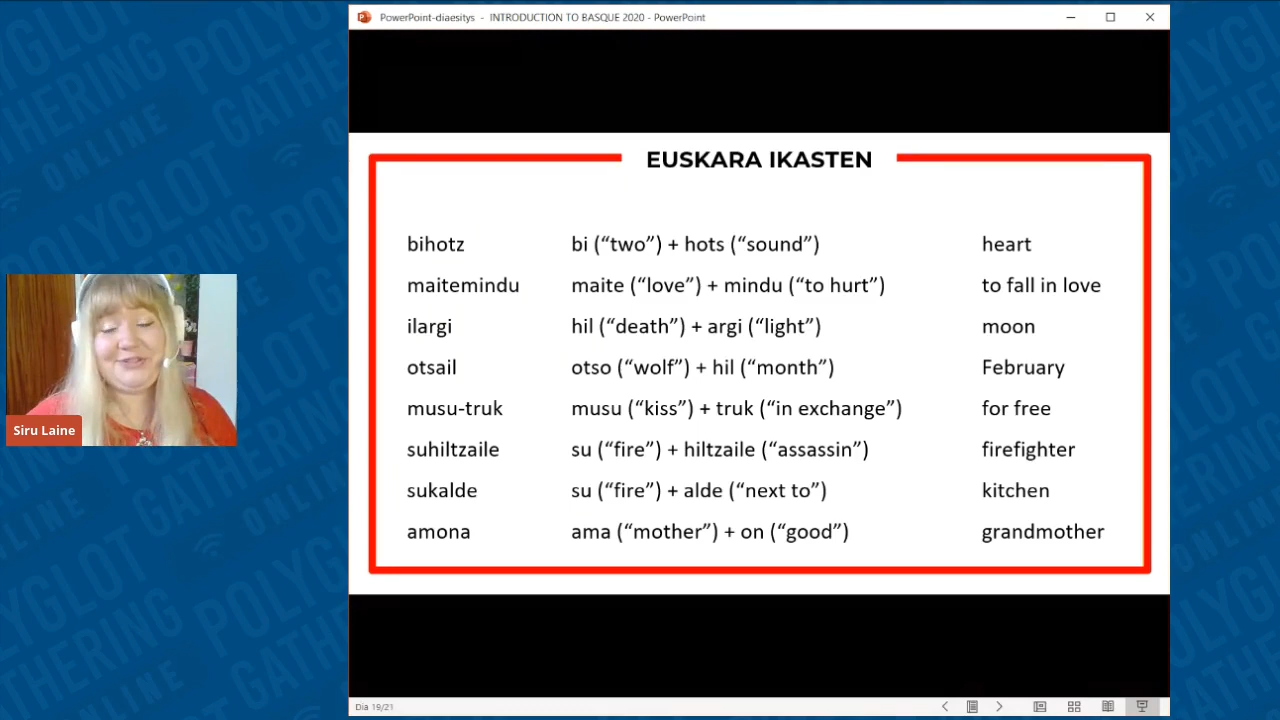 PowerPoint-diaesitys - INTRODUCTION TO BASQUE 2020 - PowerPoint
EUSKARA IKASTEN
bihotz bi (“two”) + hots (“sound”) heart
maitemindu maite (“love”) + mindu (“to hurt”) to fall in love
ilargi hil (“death”) + argi (“light”) moon
otsail otso (“wolf”) + hil (“month”) February
musu-truk musu (“kiss”) + truk (“in exchange”) for free
suhiltzaile su (“fire”) + hiltzaile (“assassin”) firefighter
sukalde su (“fire”) + alde (“next to”) kitchen
amona ama (“mother”) + on (“good”) grandmother
Siru Laine
Dia 19/21
POLYGLOT
GATHERING
ONLINE